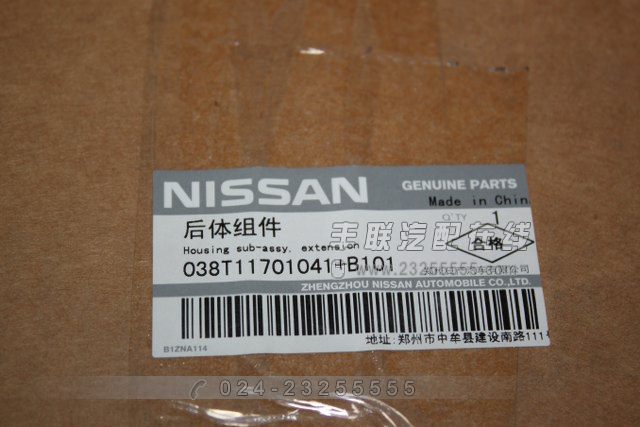 NISSAN
GENUINE PARTS
Made in China
后体组件
Q'TY 1
Housing sub-assy, extension
丰联汽配在线
合格
038T11701041+B101
www.23255555.com
ZHENGZHOU NISSAN AUTOMOBILE CO.,LTD.
B1ZNA114
地址:郑州市中牟县建设南路111号
024-23255555